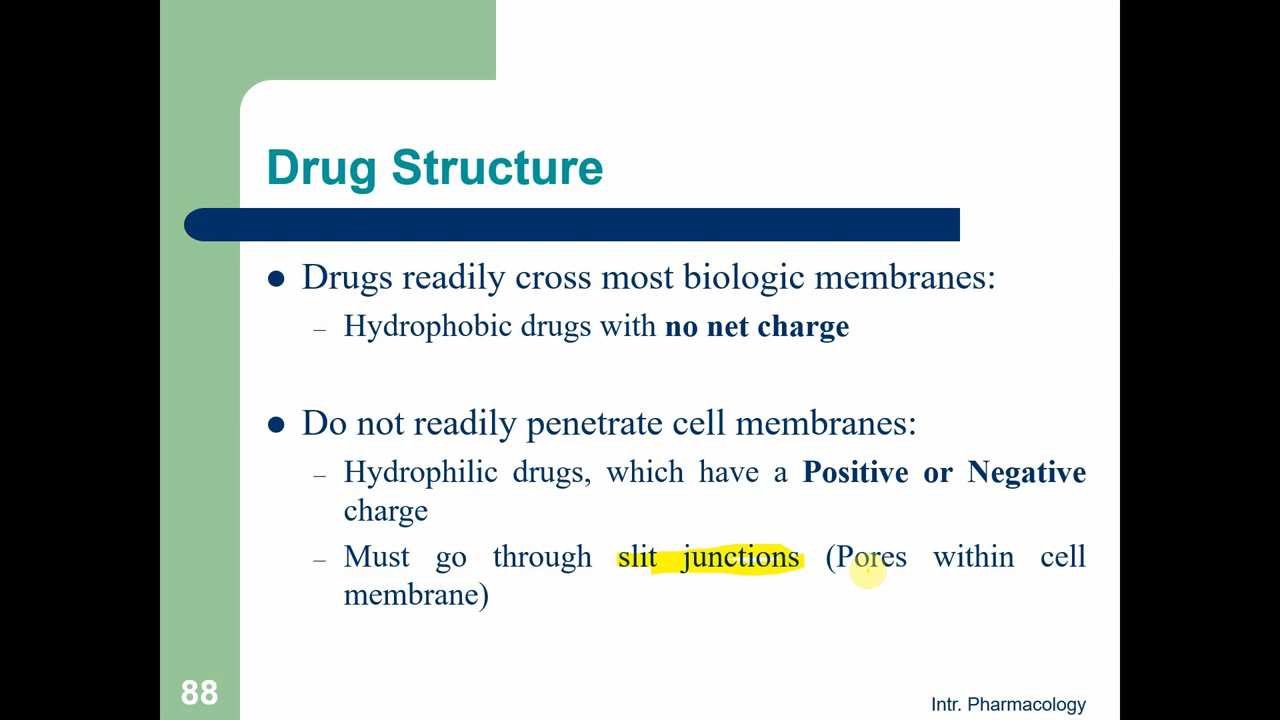 Drug Structure
● Drugs readily cross most biologic membranes:
– Hydrophobic drugs with no net charge
● Do not readily penetrate cell membranes:
– Hydrophilic drugs, which have a Positive or Negative
charge
– Must go through slit junctions (Pores within cell
membrane)
88
Intr. Pharmacology